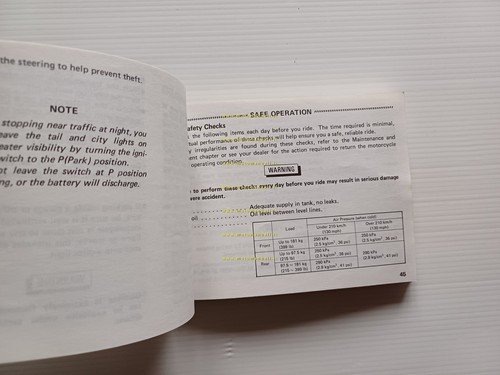 the steering to help prevent theft.
NOTE
stopping near traffic at night, you
eave the tail and city lights on
eater visibility by turning the igni-
witch to the P(Park) position.
ot leave the switch at P position
ng, or the battery will discharge.
SAFE OPERATION
afety Checks
the following items each day before you ride. The time required is minimal,
tual performance of these checks will help ensure you a safe, reliable ride.
y irregularities are found during these checks, refer to the Maintenance and
ent chapter or see your dealer for the action required to return the motorcycle
operating condition.
WARNING
e to perform these checks every day before you ride may result in serious damage
vere accident.
Adequate supply in tank, no leaks.
oil Oil level between level lines.
Air Pressure (when cold)
Load Under 210 km/h (130 mph) Over 210 km/h (130 mph)
Front Up to 181 kg (399 lb) 250 kPa (2.5 kg/cm², 36 psi) 250 kPa (2.5 kg/cm², 36 psi)
Rear Up to 97.5 kg (215 lb) 250 kPa (2.5 kg/cm², 36 psi) 290 kPa (2.9 kg/cm², 41 psi)
97.5 ~ 181 kg (215 ~ 399 lb) 290 kPa (2.9 kg/cm², 41 psi)
45